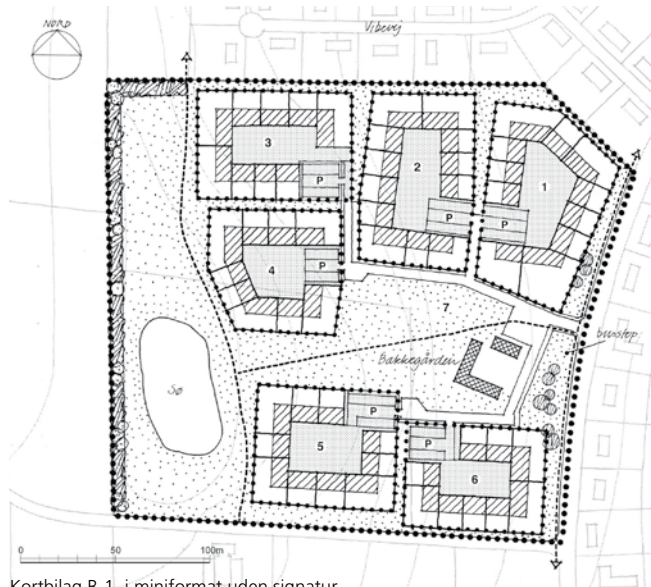 NORD
Vibevej
3
2
1
P
P
P
4
P
7
busstop
Bakkegården
Sø
P
5
P
6
0 50 100m
Kortbilag B.1. i miniformat uden signatur